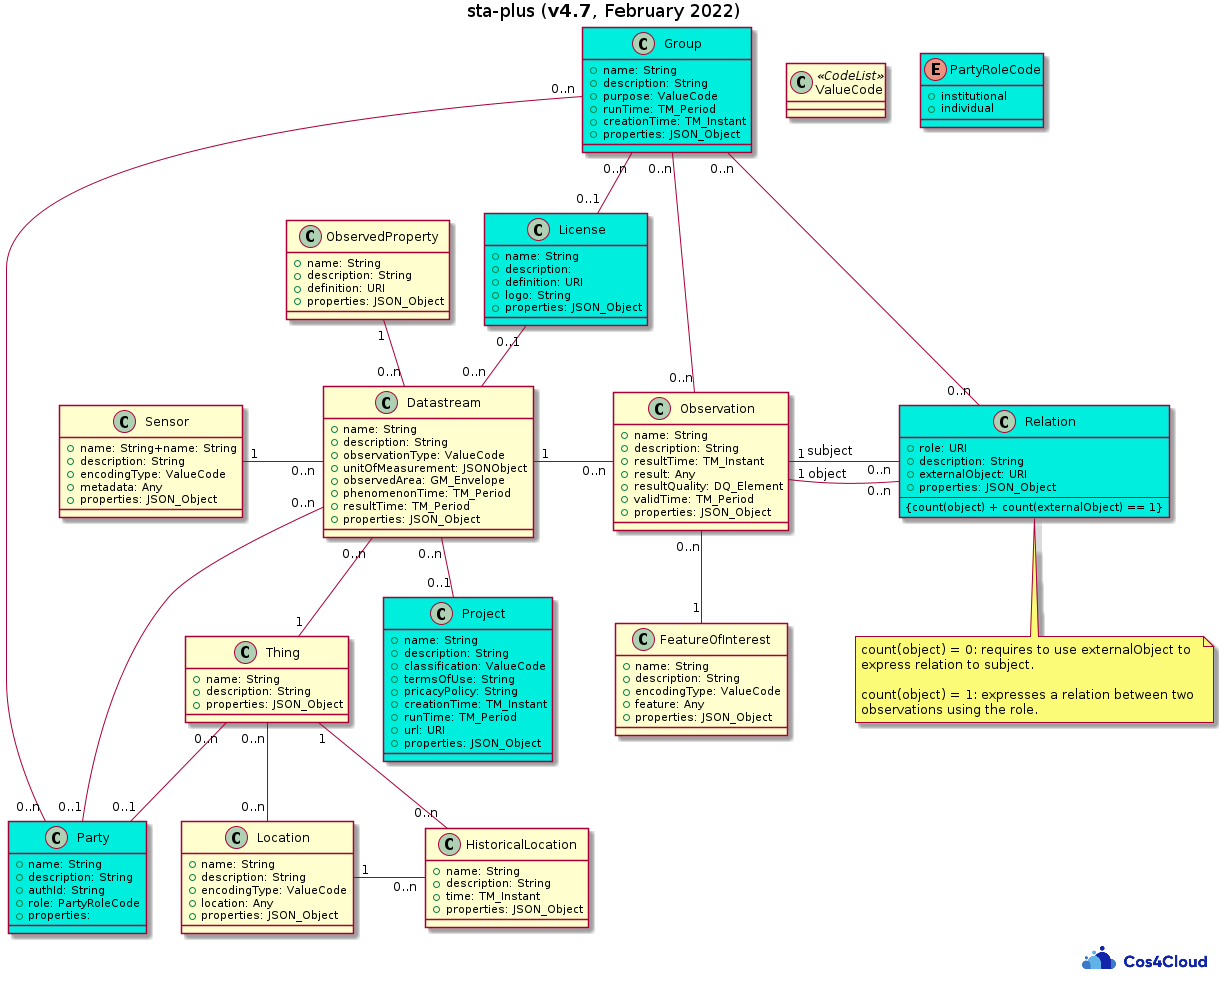 sta-plus (v4.7, February 2022)
C Group
name: String
description: String
purpose: ValueCode
runTime: TM_Period
creationTime: TM_Instant
properties: JSON_Object
C «CodeList»
ValueCode
E PartyRoleCode
institutional
individual
0..n
0..n
0..n
0..n
0..1
C ObservedProperty
name: String
description: String
definition: URI
properties: JSON_Object
C License
name: String
description:
definition: URI
logo: String
properties: JSON_Object
1
0..1
0..n
0..n
0..n
0..n
C Sensor
name: String+name: String
description: String
encodingType: ValueCode
metadata: Any
properties: JSON_Object
1
0..n
C Datastream
name: String
description: String
observationType: ValueCode
unitOfMeasurement: JSONObject
observedArea: GM_Envelope
phenomenonTime: TM_Period
resultTime: TM_Period
properties: JSON_Object
1
0..n
C Observation
name: String
description: String
resultTime: TM_Instant
result: Any
resultQuality: DQ_Element
validTime: TM_Period
properties: JSON_Object
1 subject
0..n
1 object
0..n
C Relation
role: URI
description: String
externalObject: URI
properties: JSON_Object
{count(object) + count(externalObject) == 1}
0..n
0..n
0..n
0..n
1
0..1
1
C Thing
name: String
description: String
properties: JSON_Object
C Project
name: String
description: String
classification: ValueCode
termsOfUse: String
pricacyPolicy: String
creationTime: TM_Instant
runTime: TM_Period
url: URI
properties: JSON_Object
C FeatureOfInterest
name: String
description: String
encodingType: ValueCode
feature: Any
properties: JSON_Object
count(object) = 0: requires to use externalObject to
express relation to subject.
count(object) = 1: expresses a relation between two
observations using the role.
0..n
0..n
1
0..n
0..1
0..1
0..n
0..n
C Party
name: String
description: String
authId: String
role: PartyRoleCode
properties:
C Location
name: String
description: String
encodingType: ValueCode
location: Any
properties: JSON_Object
1
0..n
C HistoricalLocation
name: String
description: String
time: TM_Instant
properties: JSON_Object
Cos4Cloud